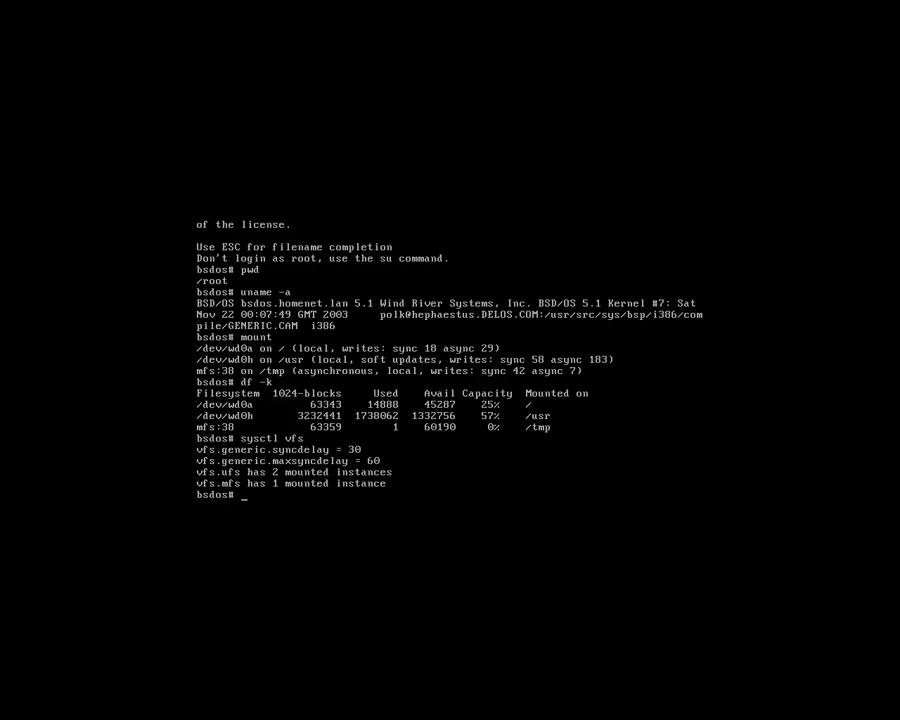 of the license.
Use ESC for filename completion
Don't login as root, use the su command.
bsdos# pwd
/root
bsdos# uname -a
BSD/OS bsdos.homenet.lan 5.1 Wind River Systems, Inc. BSD/OS 5.1 Kernel #7: Sat
Nov 22 00:07:49 GMT 2003     polk@hephaestus.DELOS.COM:/usr/src/sys/bsp/i386/com
pile/GENERIC.CAM  i386
bsdos# mount
/dev/wd0a on / (local, writes: sync 18 async 29)
/dev/wd0h on /usr (local, soft updates, writes: sync 58 async 183)
mfs:38 on /tmp (asynchronous, local, writes: sync 42 async 7)
bsdos# df -k
Filesystem  1024-blocks     Used    Avail Capacity  Mounted on
/dev/wd0a         63343    14888    45287    25%    /
/dev/wd0h       3232441  1738062  1332756    57%    /usr
mfs:38            63359        1    60190     0%    /tmp
bsdos# sysctl vfs
vfs.generic.syncdelay = 30
vfs.generic.maxsyncdelay = 60
vfs.ufs has 2 mounted instances
vfs.mfs has 1 mounted instance
bsdos# _